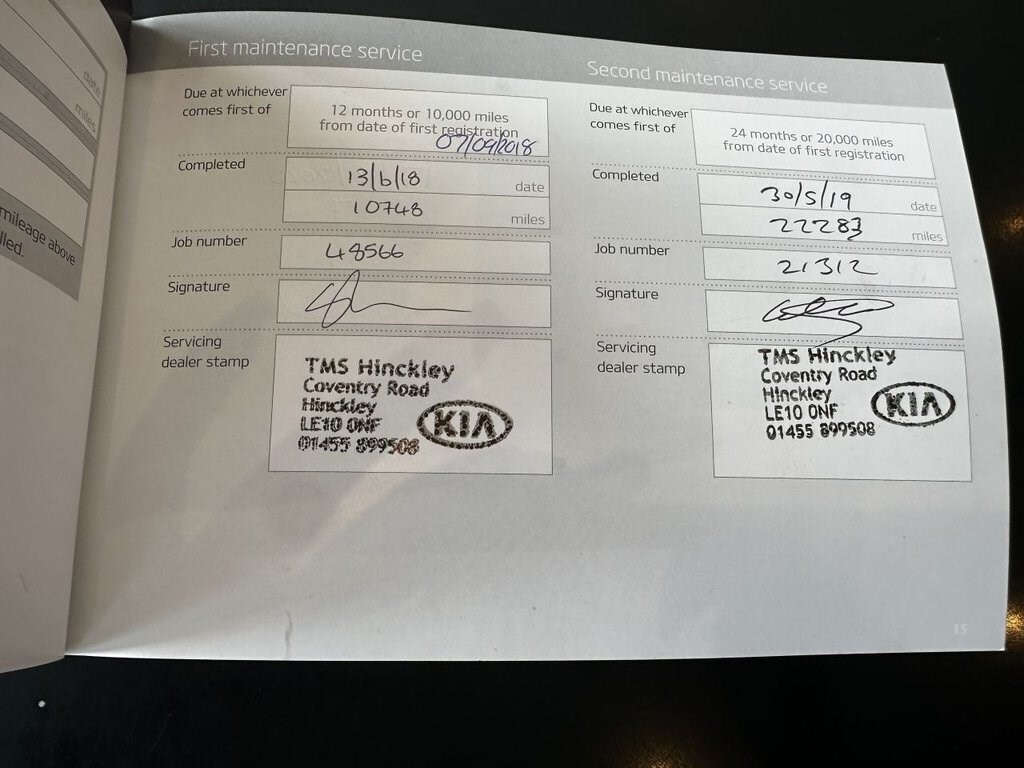 date
miles
mileage above
lled.
First maintenance service
Due at whichever
comes first of
12 months or 10,000 miles
from date of first registration
07/09/2018
Completed
13/6/18
date
10748
miles
Job number
48566
Signature
Servicing
dealer stamp
TMS Hinckley
Coventry Road
Hinckley
LE10 0NF
01455 899508
KIA
Second maintenance service
Due at whichever
comes first of
24 months or 20,000 miles
from date of first registration
Completed
30/5/19
date
22283
miles
Job number
21312
Signature
Servicing
dealer stamp
TMS Hinckley
Coventry Road
Hinckley
LE10 0NF
01455 899508
KIA
15